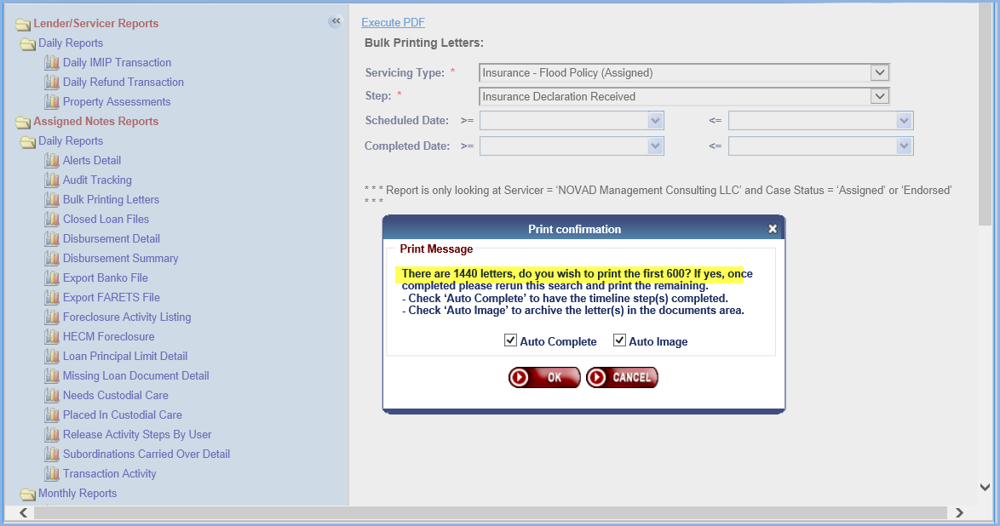 Lender/Servicer Reports
Daily Reports
Daily IMIP Transaction
Daily Refund Transaction
Property Assessments
Assigned Notes Reports
Daily Reports
Alerts Detail
Audit Tracking
Bulk Printing Letters
Closed Loan Files
Disbursement Detail
Disbursement Summary
Export Banko File
Export FARETS File
Foreclosure Activity Listing
HECM Foreclosure
Loan Principal Limit Detail
Missing Loan Document Detail
Needs Custodial Care
Placed In Custodial Care
Release Activity Steps By User
Subordinations Carried Over Detail
Transaction Activity
Monthly Reports
Execute PDF
Bulk Printing Letters:
Servicing Type: * Insurance - Flood Policy (Assigned)
Step: * Insurance Declaration Received
Scheduled Date: >= <=
Completed Date: >= <=
* * * Report is only looking at Servicer = ‘NOVAD Management Consulting LLC’ and Case Status = ‘Assigned’ or ‘Endorsed’
* * *
Print confirmation
Print Message
There are 1440 letters, do you wish to print the first 600? If yes, once
completed please rerun this search and print the remaining.
- Check ‘Auto Complete’ to have the timeline step(s) completed.
- Check ‘Auto Image’ to archive the letter(s) in the documents area.
Auto Complete Auto Image
OK CANCEL